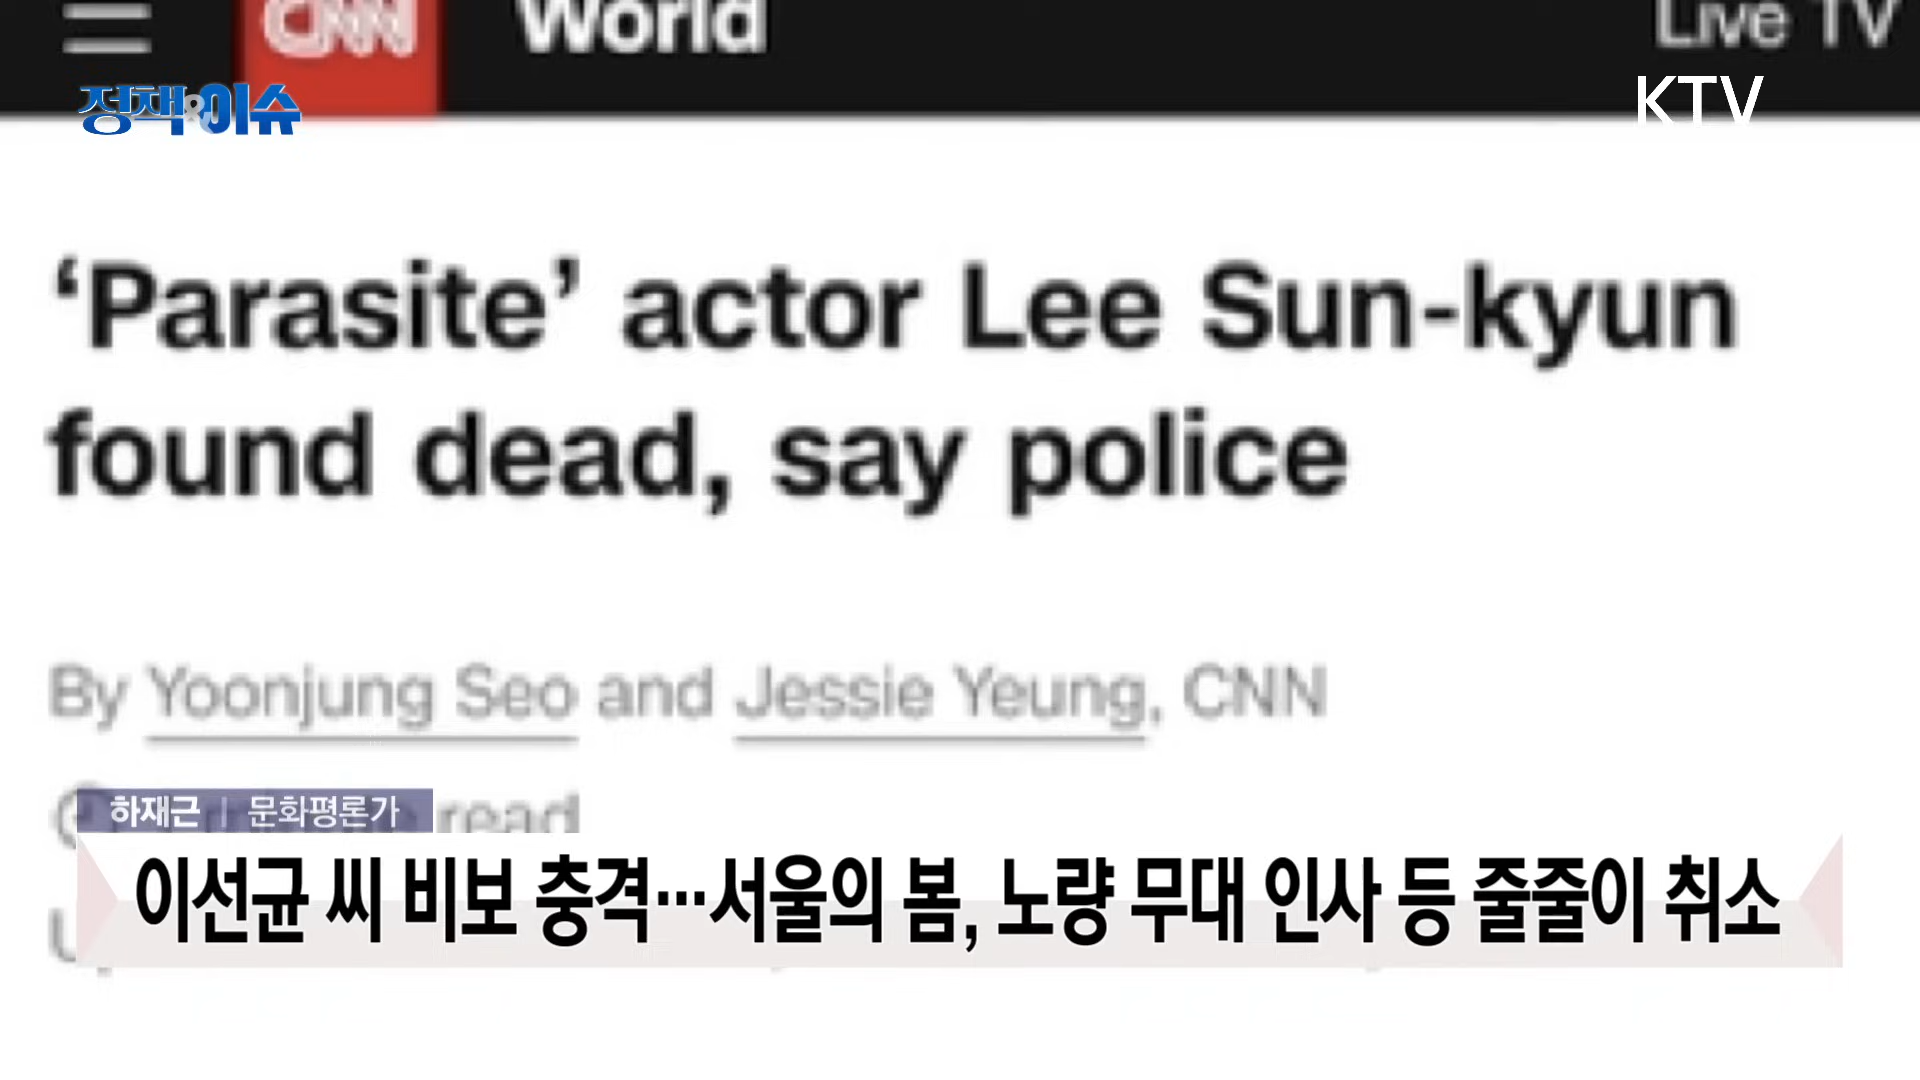 CNN World Live TV
정책&이슈
KTV
‘Parasite’ actor Lee Sun-kyun
found dead, say police
By Yoonjung Seo and Jessie Yeung, CNN
read
하재근 | 문화평론가
이선균 씨 비보 충격…서울의 봄, 노량 무대 인사 등 줄줄이 취소